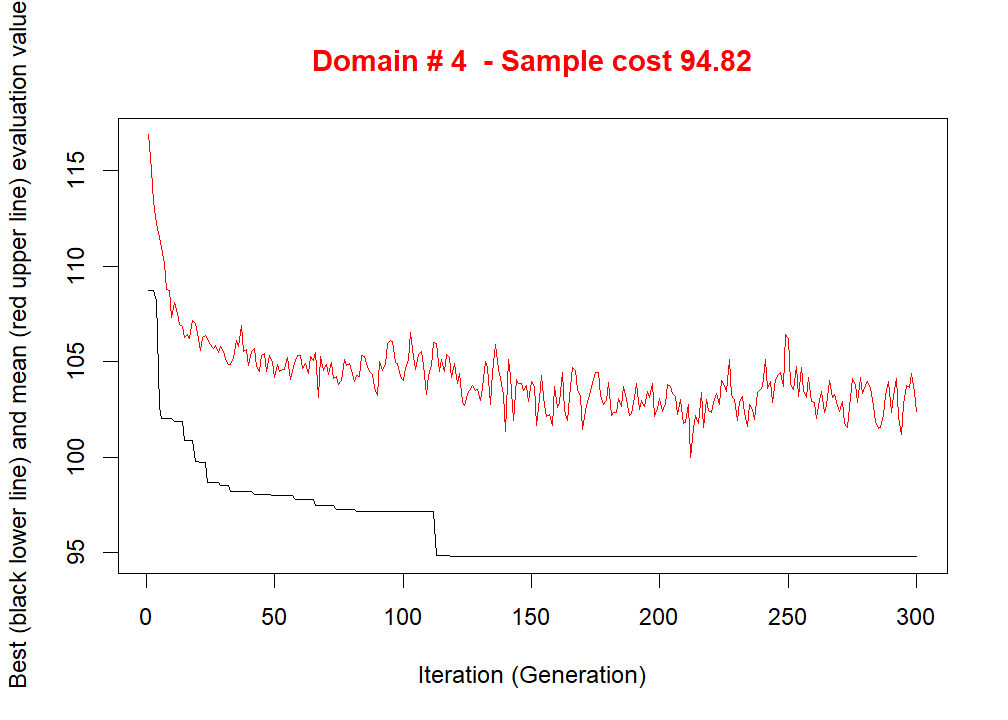 Domain # 4  - Sample cost 94.82
Best (black lower line) and mean (red upper line) evaluation value
115
110
105
100
95
0 50 100 150 200 250 300
Iteration (Generation)